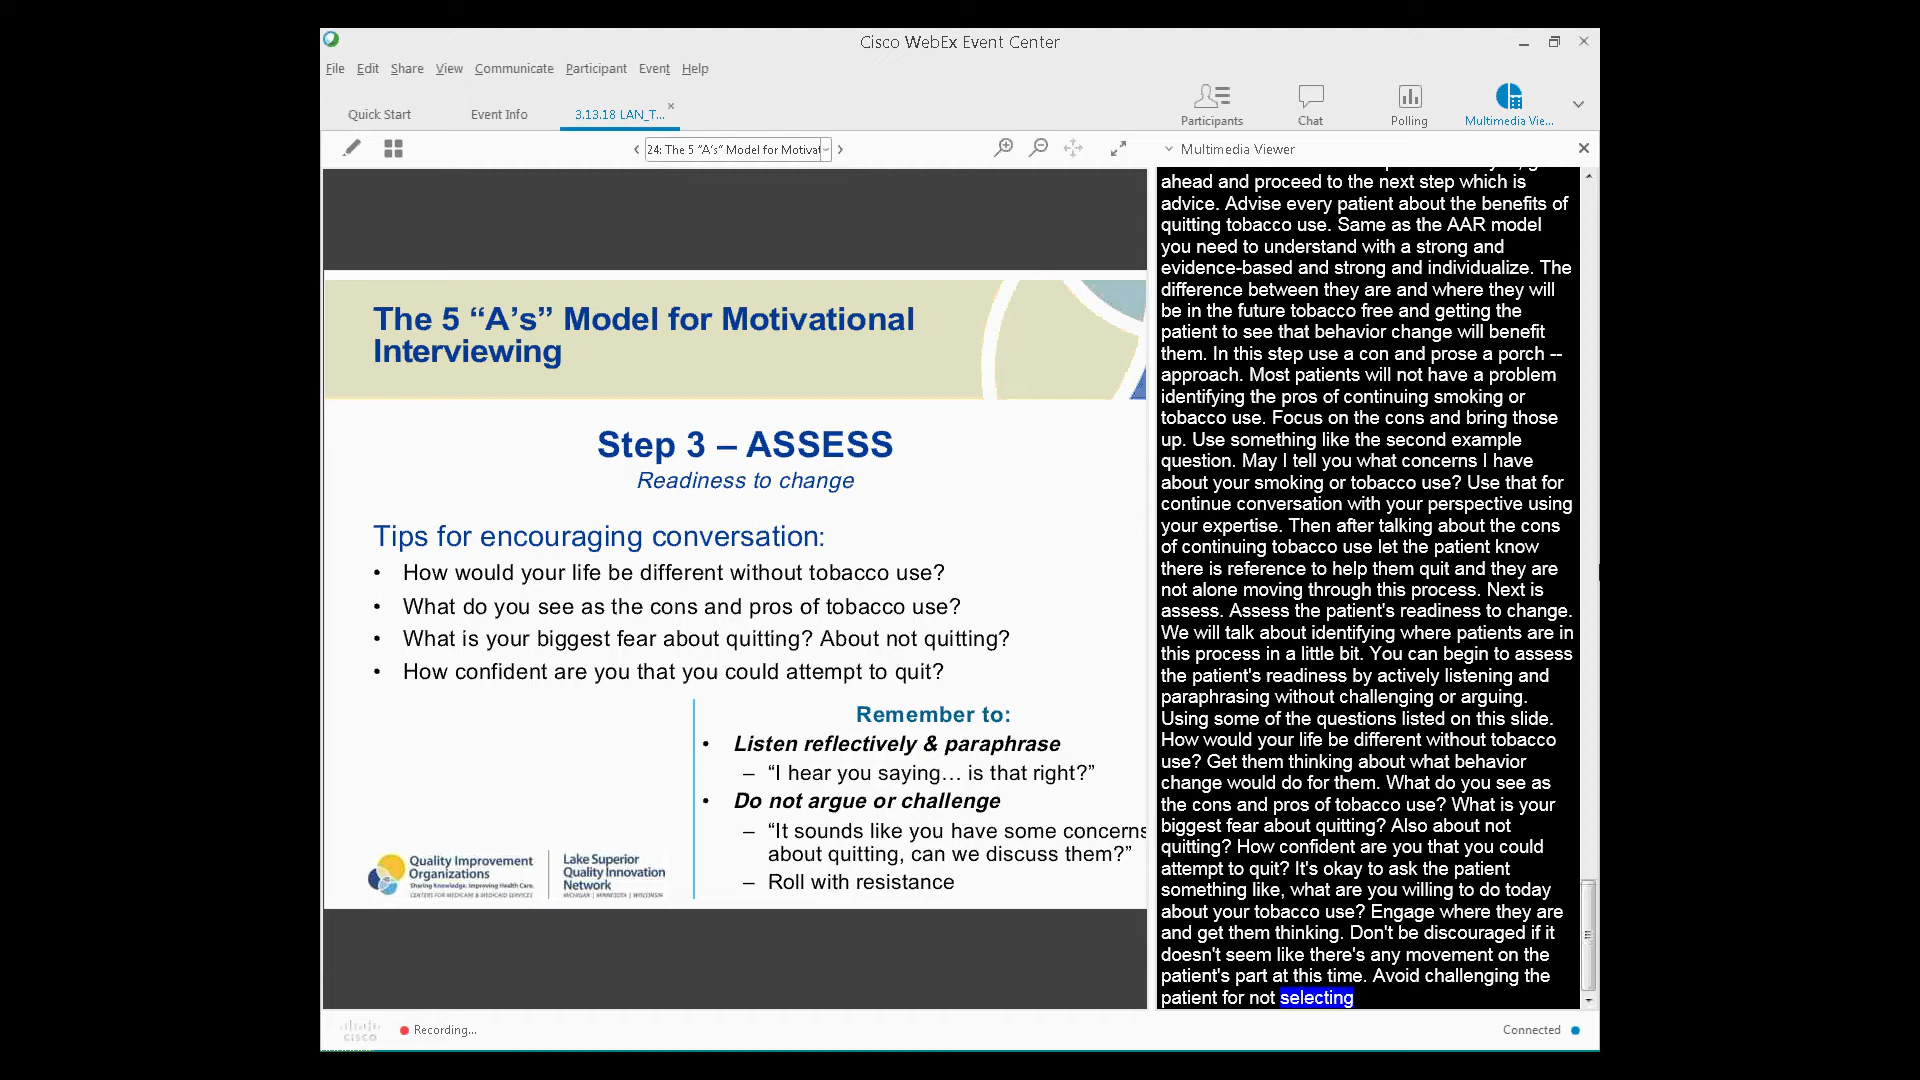 Cisco WebEx Event Center
File Edit Share View Communicate Participant Event Help
Quick Start
Event Info
3.13.18 LAN_T...
Participants
Chat
Polling
Multimedia Vie...
24: The 5 "A's" Model for Motivat
Multimedia Viewer
The 5 “A’s” Model for Motivational
Interviewing
Step 3 – ASSESS
Readiness to change
Tips for encouraging conversation:
• How would your life be different without tobacco use?
• What do you see as the cons and pros of tobacco use?
• What is your biggest fear about quitting? About not quitting?
• How confident are you that you could attempt to quit?
Remember to:
• Listen reflectively & paraphrase
– “I hear you saying… is that right?”
• Do not argue or challenge
– “It sounds like you have some concerns
about quitting, can we discuss them?”
– Roll with resistance
Quality Improvement
Organizations
Sharing Knowledge. Improving Health Care.
CENTERS FOR MEDICARE & MEDICAID SERVICES
Lake Superior
Quality Innovation
Network
MICHIGAN | MINNESOTA | WISCONSIN
ahead and proceed to the next step which is
advice. Advise every patient about the benefits of
quitting tobacco use. Same as the AAR model
you need to understand with a strong and
evidence-based and strong and individualize. The
difference between they are and where they will
be in the future tobacco free and getting the
patient to see that behavior change will benefit
them. In this step use a con and prose a porch --
approach. Most patients will not have a problem
identifying the pros of continuing smoking or
tobacco use. Focus on the cons and bring those
up. Use something like the second example
question. May I tell you what concerns I have
about your smoking or tobacco use? Use that for
continue conversation with your perspective using
your expertise. Then after talking about the cons
of continuing tobacco use let the patient know
there is reference to help them quit and they are
not alone moving through this process. Next is
assess. Assess the patient's readiness to change.
We will talk about identifying where patients are in
this process in a little bit. You can begin to assess
the patient's readiness by actively listening and
paraphrasing without challenging or arguing.
Using some of the questions listed on this slide.
How would your life be different without tobacco
use? Get them thinking about what behavior
change would do for them. What do you see as
the cons and pros of tobacco use? What is your
biggest fear about quitting? Also about not
quitting? How confident are you that you could
attempt to quit? It's okay to ask the patient
something like, what are you willing to do today
about your tobacco use? Engage where they are
and get them thinking. Don't be discouraged if it
doesn't seem like there's any movement on the
patient's part at this time. Avoid challenging the
patient for not selecting
cisco
Recording...
Connected